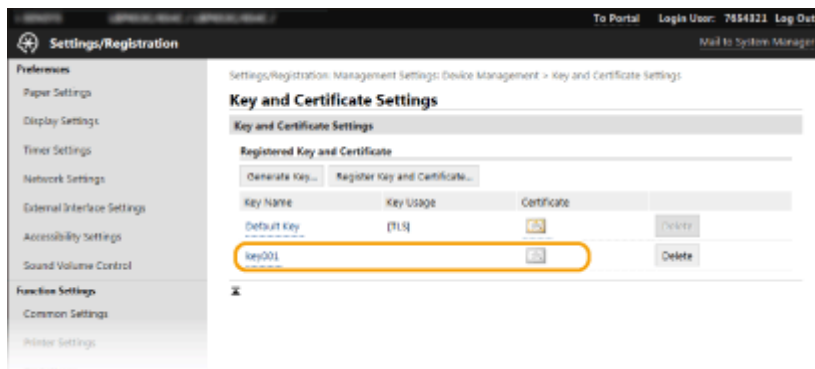 To Portal Login User: 7654321 Log Out
Settings/Registration
Mail to System Manager
Preferences
Paper Settings
Display Settings
Timer Settings
Network Settings
External Interface Settings
Accessibility Settings
Sound Volume Control
Function Settings
Common Settings
Printer Settings
Settings/Registration: Management Settings: Device Management > Key and Certificate Settings
Key and Certificate Settings
Key and Certificate Settings
Registered Key and Certificate
Generate Key... Register Key and Certificate...
Key Name Key Usage Certificate
Default Key [TLS] Delete
key001 Delete